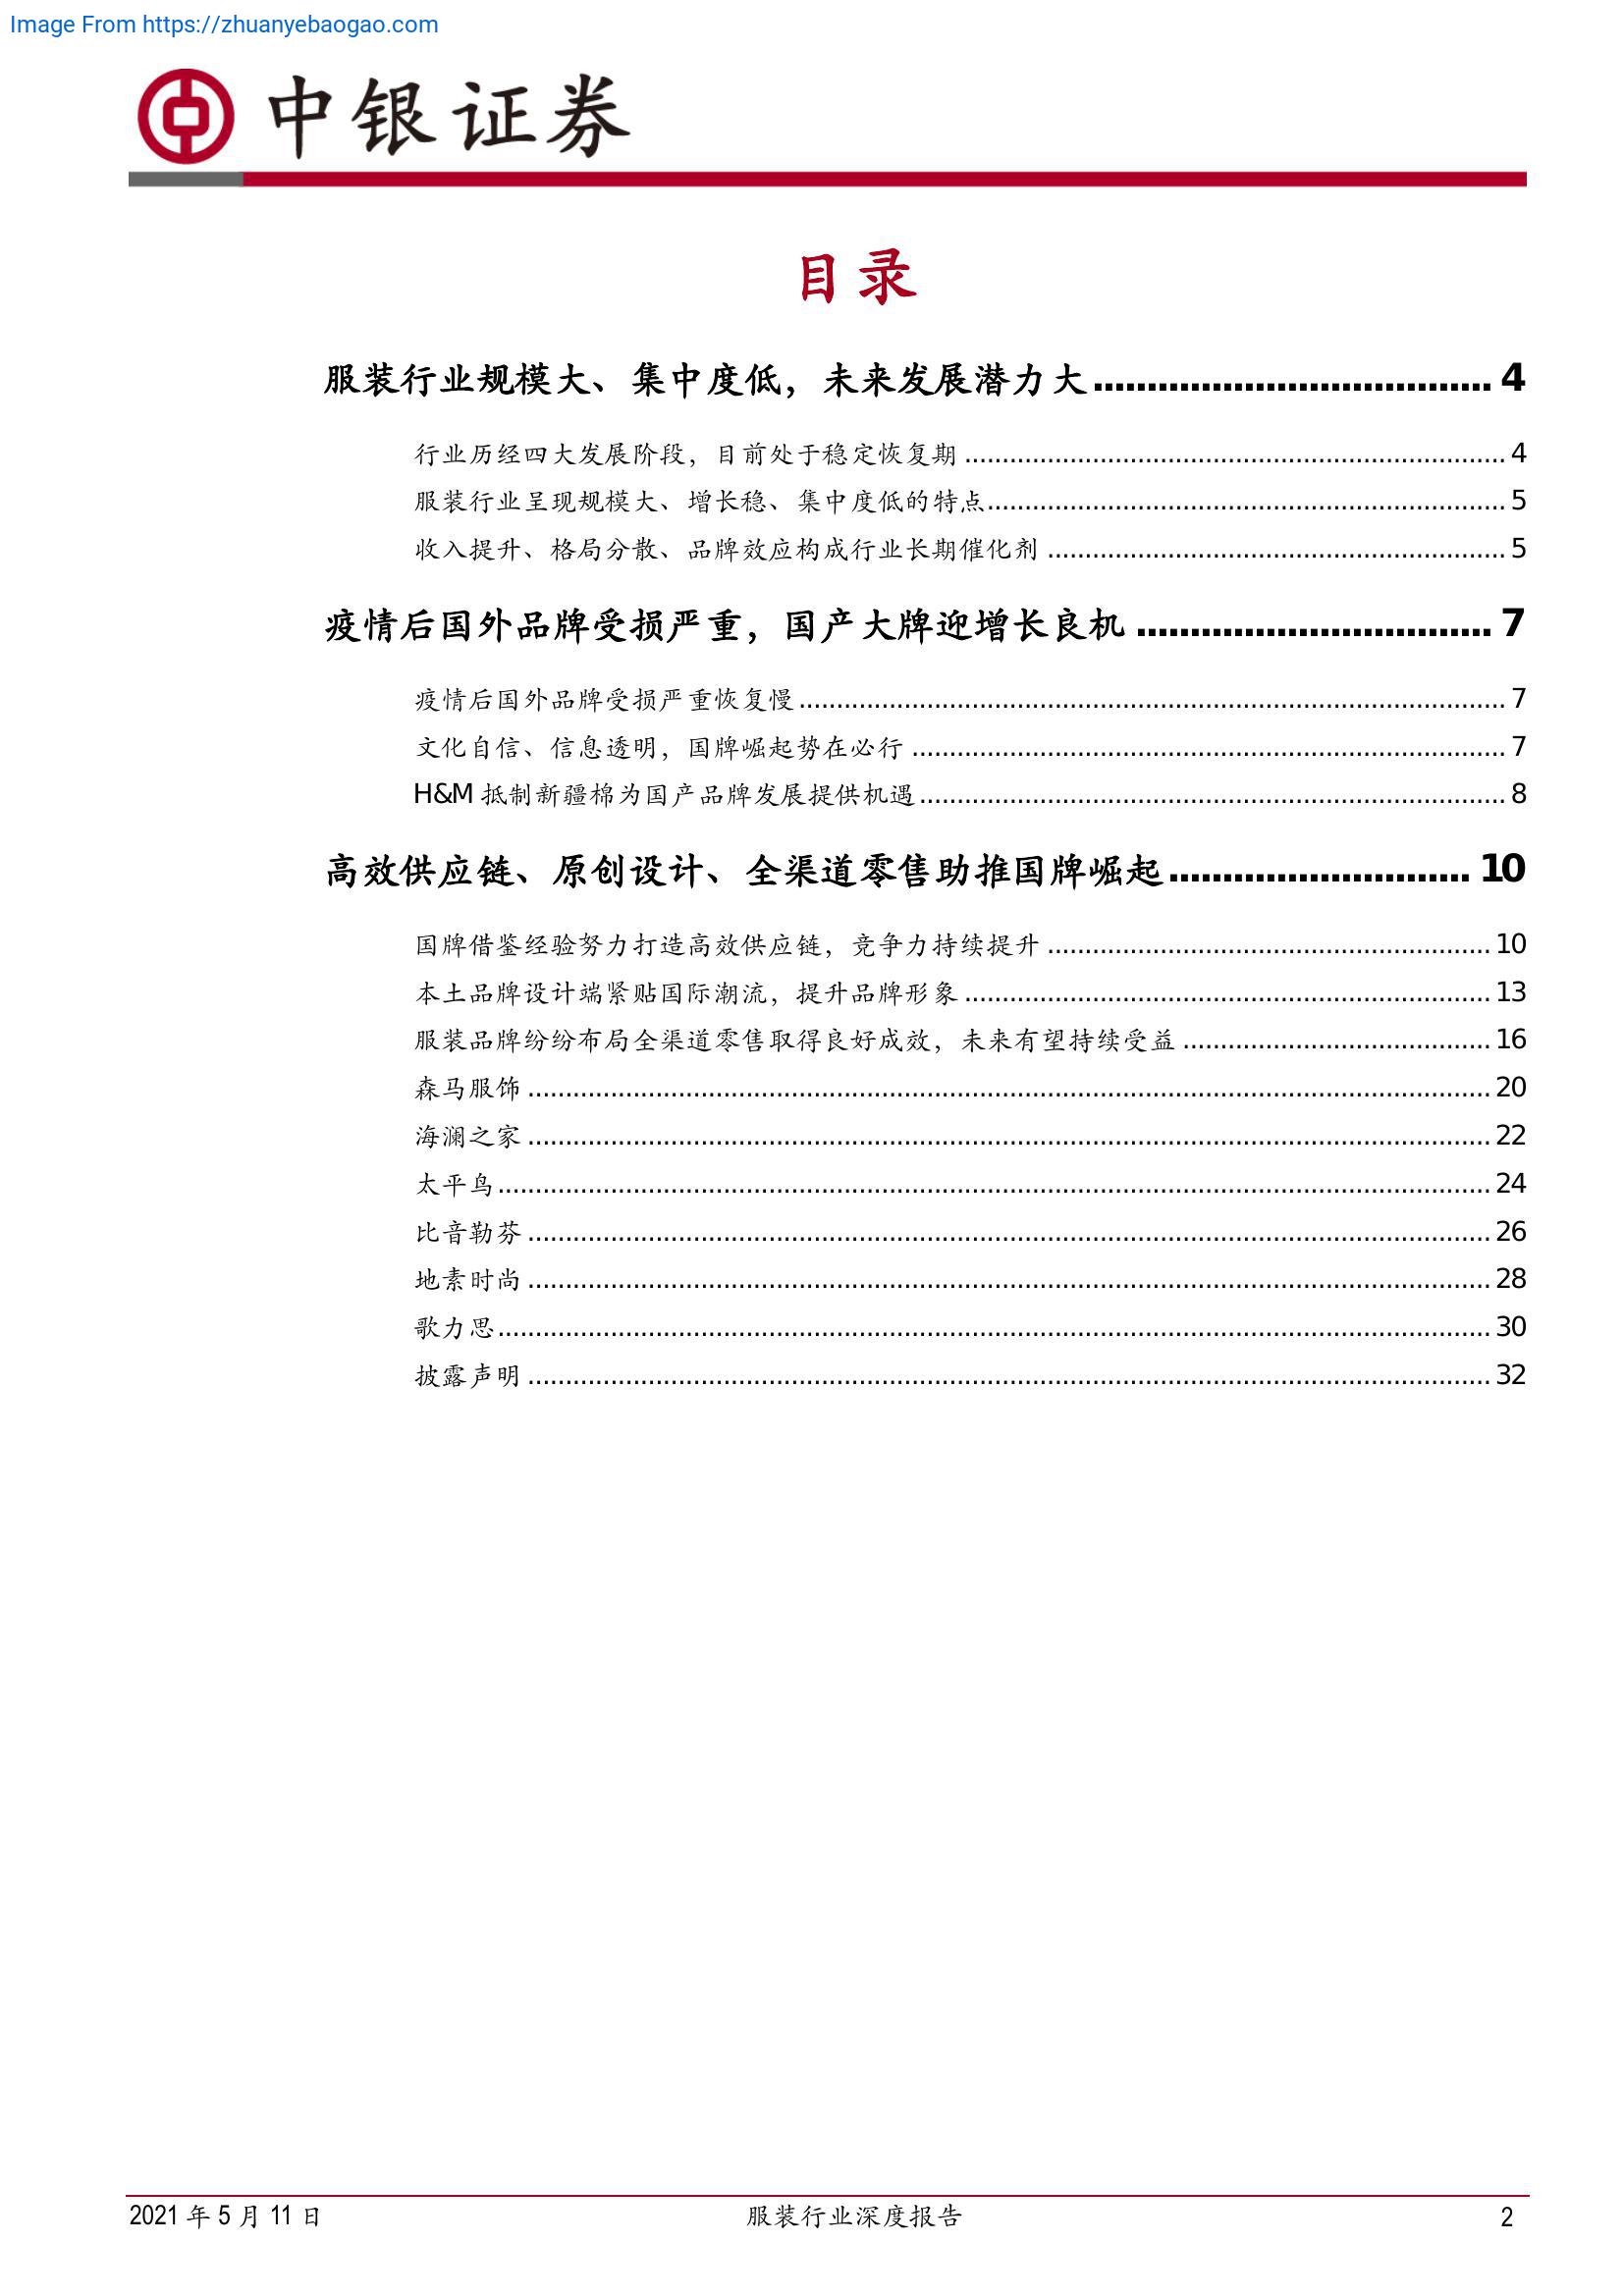 Image From https://zhuanyebaogao.com
中银证券
目录
服装行业规模大、集中度低，未来发展潜力大 4
行业历经四大发展阶段，目前处于稳定恢复期 4
服装行业呈现规模大、增长稳、集中度低的特点 5
收入提升、格局分散、品牌效应构成行业长期催化剂 5
疫情后国外品牌受损严重，国产大牌迎增长良机 7
疫情后国外品牌受损严重恢复慢 7
文化自信、信息透明，国牌崛起势在必行 7
H&M 抵制新疆棉为国产品牌发展提供机遇 8
高效供应链、原创设计、全渠道零售助推国牌崛起 10
国牌借鉴经验努力打造高效供应链，竞争力持续提升 10
本土品牌设计端紧贴国际潮流，提升品牌形象 13
服装品牌纷纷布局全渠道零售取得良好成效，未来有望持续受益 16
森马服饰 20
海澜之家 22
太平鸟 24
比音勒芬 26
地素时尚 28
歌力思 30
披露声明 32
2021 年 5 月 11 日 服装行业深度报告 2